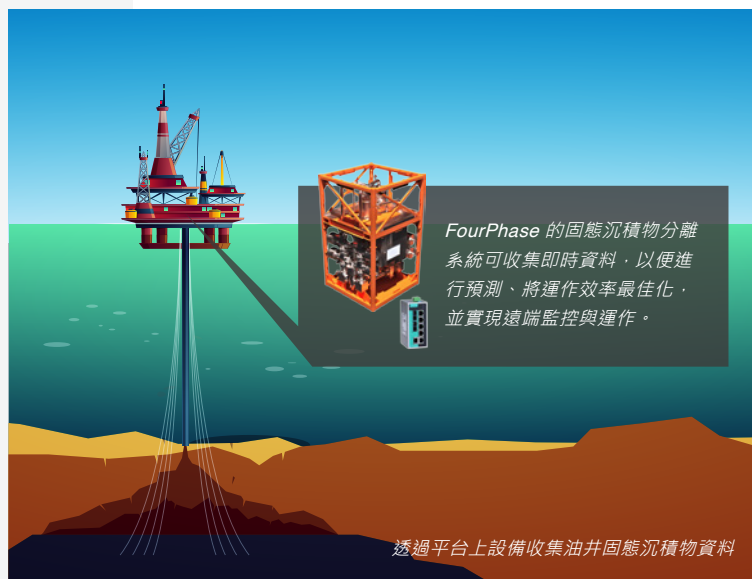 FourPhase 的固態沉積物分離
系統可收集即時資料，以便進
行預測、將運作效率最佳化，
並實現遠端監控與運作。
透過平台上設備收集油井固態沉積物資料